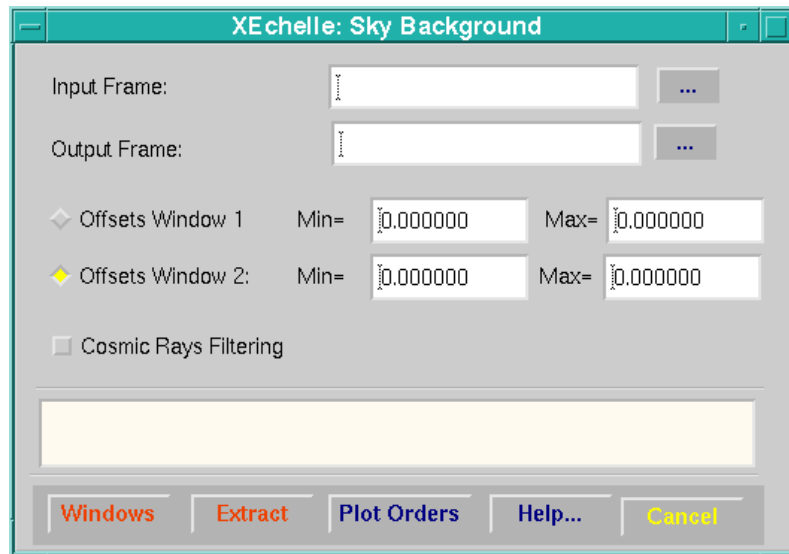 XEchelle: Sky Background
Input Frame: ...
Output Frame: ...
Offsets Window 1 Min= 0.000000 Max= 0.000000
Offsets Window 2: Min= 0.000000 Max= 0.000000
Cosmic Rays Filtering
Windows Extract Plot Orders Help... Cancel